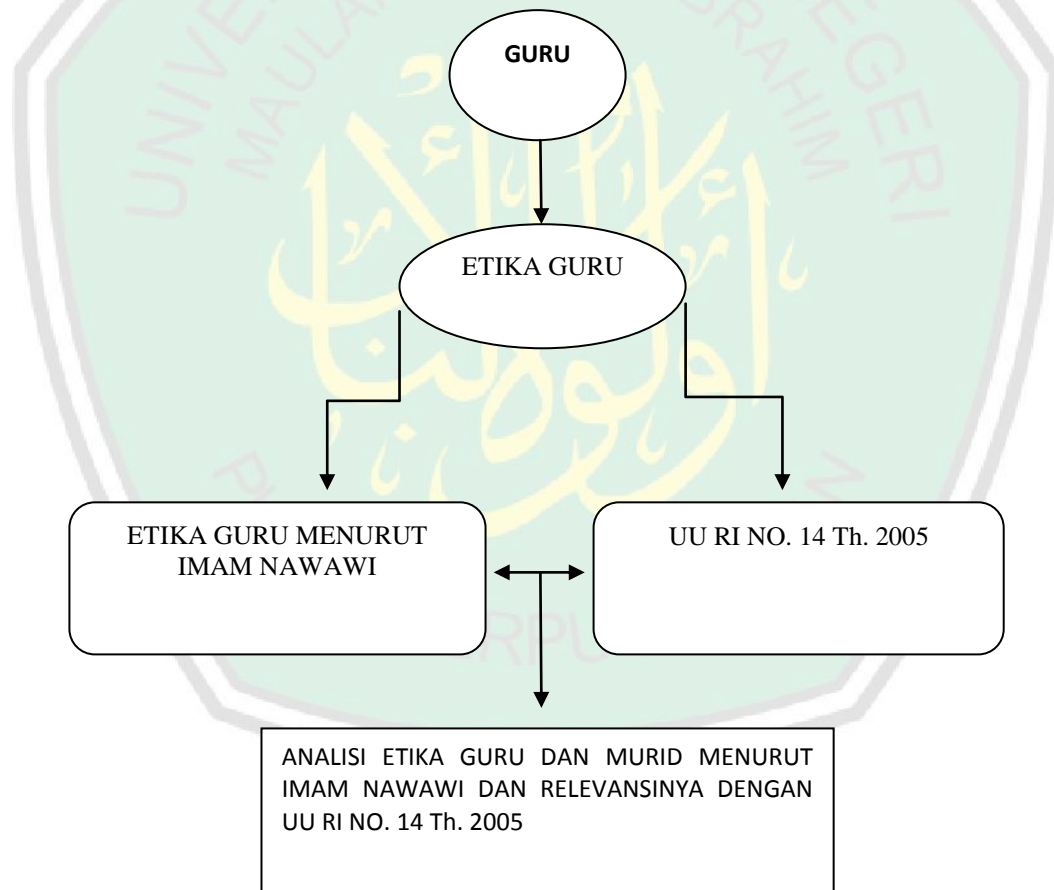 GURU
ETIKA GURU
ETIKA GURU MENURUT
IMAM NAWAWI
UU RI NO. 14 Th. 2005
ANALISI ETIKA GURU DAN MURID MENURUT
IMAM NAWAWI DAN RELEVANSINYA DENGAN
UU RI NO. 14 Th. 2005